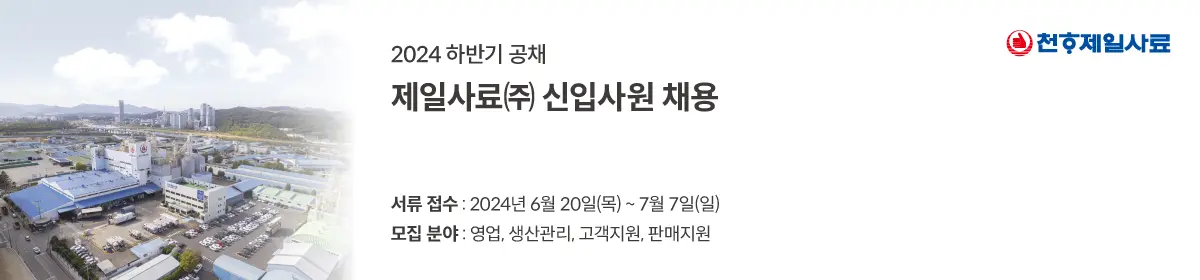 2024 하반기 공채
천하제일사료
제일사료㈜ 신입사원 채용
서류 접수 : 2024년 6월 20일(목) ~ 7월 7일(일)
모집 분야 : 영업, 생산관리, 고객지원, 판매지원